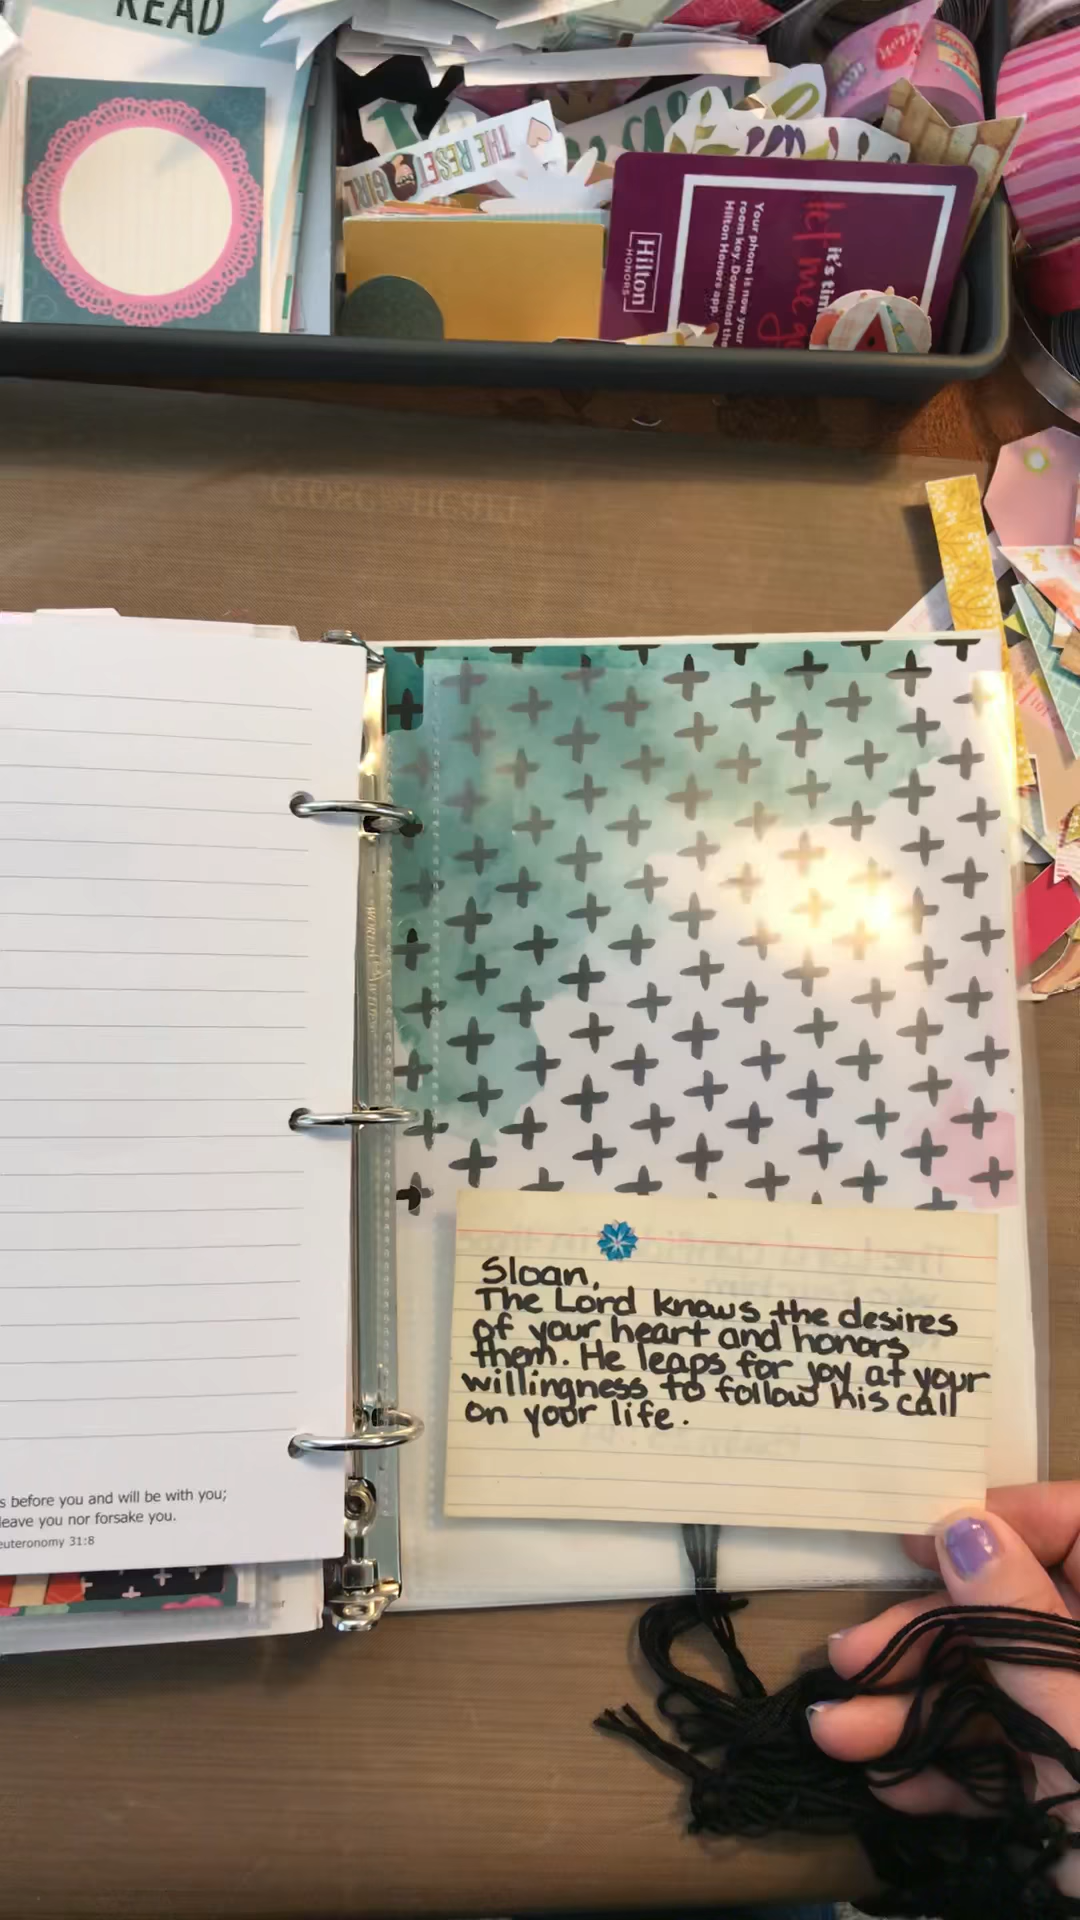 READ
THE RESET
GIRL
Hilton
HONORS
Your phone is now your
room key. Download the
Hilton Honors app.
it's tim
let me g
Sloan,
The Lord knows the desires
of your heart and honors
them. He leaps for joy at your
willingness to follow his call
on your life.
s before you and will be with you;
leave you nor forsake you.
euteronomy 31:8